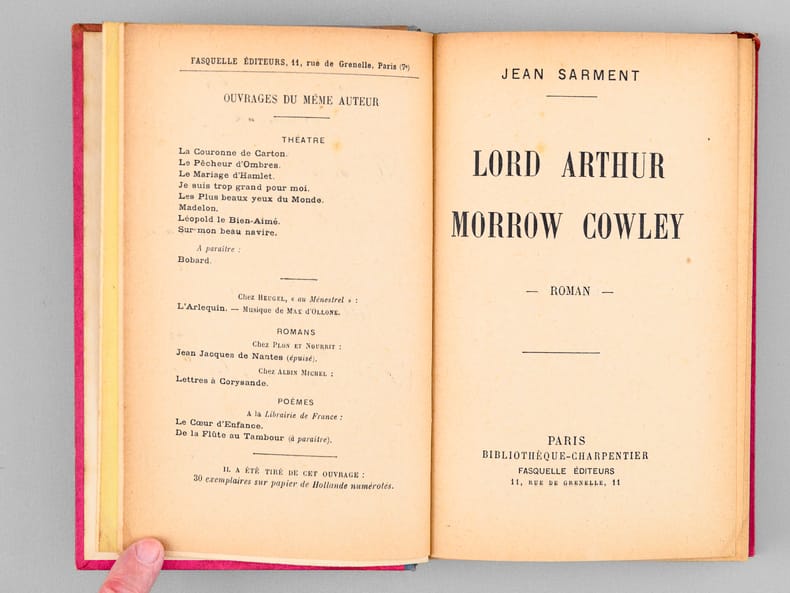 FASQUELLE ÉDITEURS, 11, rue de Grenelle, Paris (7e)
OUVRAGES DU MÊME AUTEUR
THÉATRE
La Couronne de Carton.
Le Pêcheur d'Ombres.
Le Mariage d'Hamlet.
Je suis trop grand pour moi.
Les Plus beaux yeux du Monde.
Madelon.
Léopold le Bien-Aimé.
Sur mon beau navire.
A paraître :
Bobard.
Chez HEUGEL, « au Ménestrel » :
L'Arlequin. — Musique de MAX d'OLLONE.
ROMANS
Chez PLON ET NOURRIT :
Jean Jacques de Nantes (épuisé).
Chez ALBIN MICHEL :
Lettres à Corysande.
POÈMES
A la Librairie de France :
Le Cœur d'Enfance.
De la Flûte au Tambour (à paraître).
IL A ÉTÉ TIRÉ DE CET OUVRAGE :
30 exemplaires sur papier de Hollande numérotés.
JEAN SARMENT
LORD ARTHUR
MORROW COWLEY
— ROMAN —
PARIS
BIBLIOTHÈQUE-CHARPENTIER
FASQUELLE ÉDITEURS
11, RUE DE GRENELLE, 11